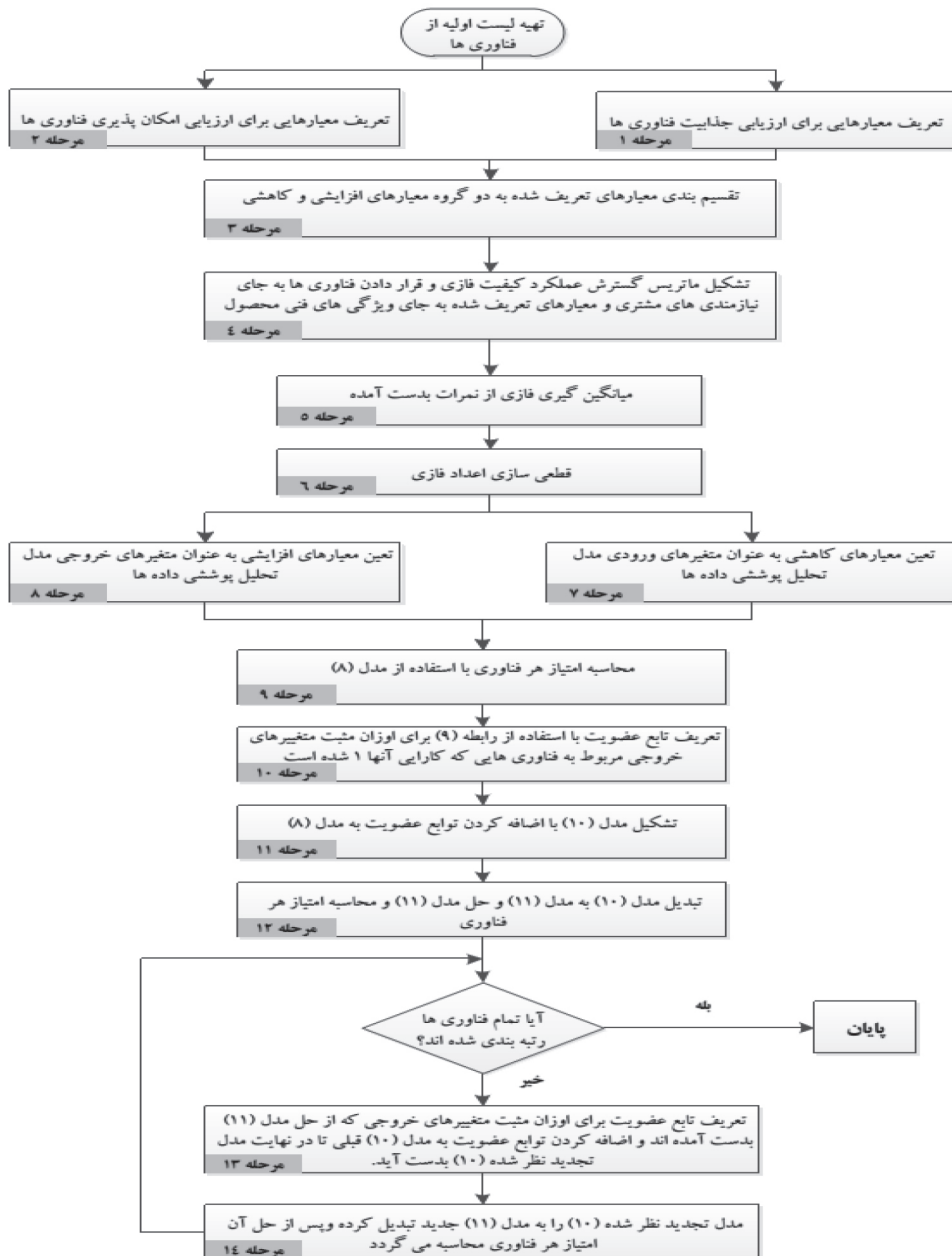 تهیه لیست اولیه از
فناوری ها
تعریف معیارهایی برای ارزیابی جذابیت فناوری ها
مرحله ۱
تعریف معیارهایی برای ارزیابی امکان پذیری فناوری ها
مرحله ۲
تقسیم بندی معیارهای تعریف شده به دو گروه معیارهای افزایشی و کاهشی
مرحله ۳
تشکیل ماتریس گسترش عملکرد کیفیت فازی و قرار دادن فناوری ها به جای
نیازمندی های مشتری و معیارهای تعریف شده به جای ویژگی های فنی محصول
مرحله ٤
میانگین گیری فازی از نمرات بدست آمده
مرحله ٥
قطعی سازی اعداد فازی
مرحله ٦
تعین معیارهای کاهشی به عنوان متغیرهای ورودی مدل
تحلیل پوششی داده ها
مرحله ۷
تعین معیارهای افزایشی به عنوان متغیرهای خروجی مدل
تحلیل پوششی داده ها
مرحله ۸
محاسبه امتیاز هر فناوری با استفاده از مدل (۸)
مرحله ۹
تعریف تابع عضویت با استفاده از رابطه (۹) برای اوزان مثبت متغییرهای
خروجی مربوط به فناوری هایی که کارایی آنها ۱ شده است
مرحله ۱۰
تشکیل مدل (۱۰) با اضافه کردن توابع عضویت به مدل (۸)
مرحله ۱۱
تبدیل مدل (۱۰) به مدل (۱۱) و حل مدل (۱۱) و محاسبه امتیاز هر
فناوری
مرحله ۱۲
آیا تمام فناوری ها
رتبه بندی شده اند؟
بله
پایان
خیر
تعریف تابع عضویت برای اوزان مثبت متغییرهای خروجی که از حل مدل (۱۱)
بدست آمده اند و اضافه کردن توابع عضویت به مدل (۱۰) قبلی تا در نهایت مدل
تجدید نظر شده (۱۰) بدست آید.
مرحله ۱۳
مدل تجدید نظر شده (۱۰) را به مدل (۱۱) جدید تبدیل کرده وپس از حل آن
امتیاز هر فناوری محاسبه می گردد
مرحله ۱٤